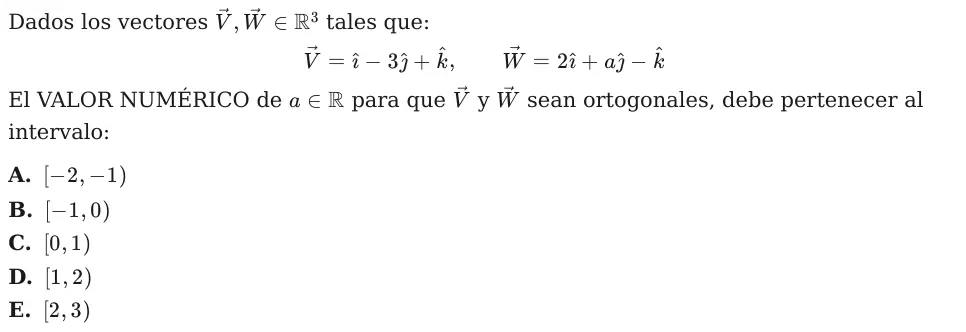 Dados los vectores $\vec{V}, \vec{W} \in \mathbb{R}^3$ tales que:
$\vec{V} = \hat{\imath} - 3\hat{\jmath} + \hat{k}, \qquad \vec{W} = 2\hat{\imath} + a\hat{\jmath} - \hat{k}$
El VALOR NUMÉRICO de $a \in \mathbb{R}$ para que $\vec{V}$ y $\vec{W}$ sean ortogonales, debe pertenecer al
intervalo:
A. $[-2, -1)$
B. $[-1, 0)$
C. $[0, 1)$
D. $[1, 2)$
E. $[2, 3)$